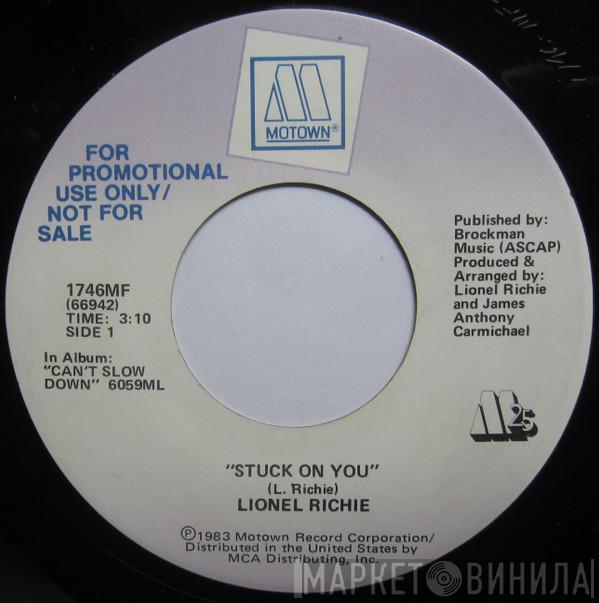 MOTOWN®
FOR
PROMOTIONAL
USE ONLY/
NOT FOR
SALE
1746MF
(66942)
TIME: 3:10
SIDE 1
In Album:
"CAN'T SLOW
DOWN" 6059ML
Published by:
Brockman
Music (ASCAP)
Produced &
Arranged by:
Lionel Richie
and James
Anthony
Carmichael
M25
"STUCK ON YOU"
(L. Richie)
LIONEL RICHIE
Ⓟ1983 Motown Record Corporation/
Distributed in the United States by
MCA Distributing, Inc.
МАРКЕТ ВИНИЛА